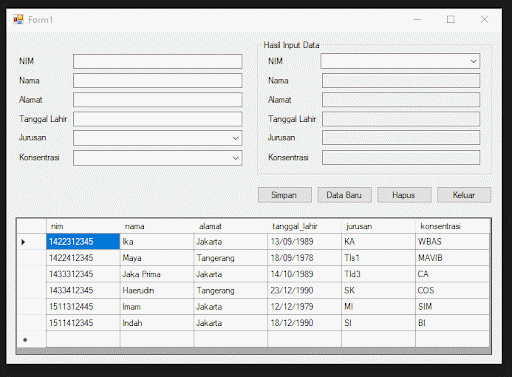 Form1
Hasil Input Data
NIM NIM
Nama Nama
Alamat Alamat
Tanggal Lahir Tanggal Lahir
Jurusan Jurusan
Konsentrasi Konsentrasi
Simpan Data Baru Hapus Keluar
nim nama alamat tanggal_lahir jurusan konsentrasi
1422312345 Ika Jakarta 13/09/1989 KA WBAS
1422412345 Maya Tangerang 18/09/1978 TIs1 MAVIB
1433312345 Jaka Prima Jakarta 14/10/1989 TId3 CA
1433412345 Haerudin Tangerang 23/12/1990 SK COS
1511312445 Imam Jakarta 12/12/1979 MI SIM
1511412345 Indah Jakarta 18/12/1990 SI BI